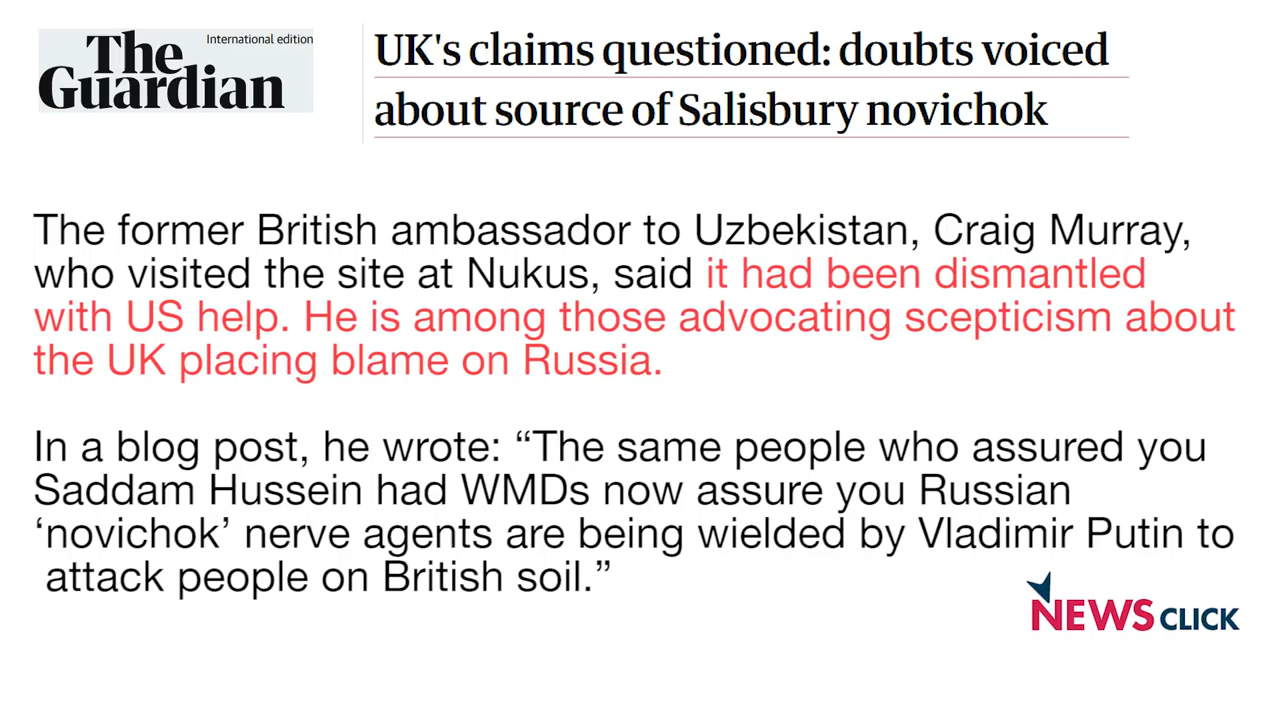 The
Guardian
International edition
UK's claims questioned: doubts voiced
about source of Salisbury novichok
The former British ambassador to Uzbekistan, Craig Murray,
who visited the site at Nukus, said it had been dismantled
with US help. He is among those advocating scepticism about
the UK placing blame on Russia.
In a blog post, he wrote: “The same people who assured you
Saddam Hussein had WMDs now assure you Russian
‘novichok’ nerve agents are being wielded by Vladimir Putin to
attack people on British soil.”
NEWSCLICK